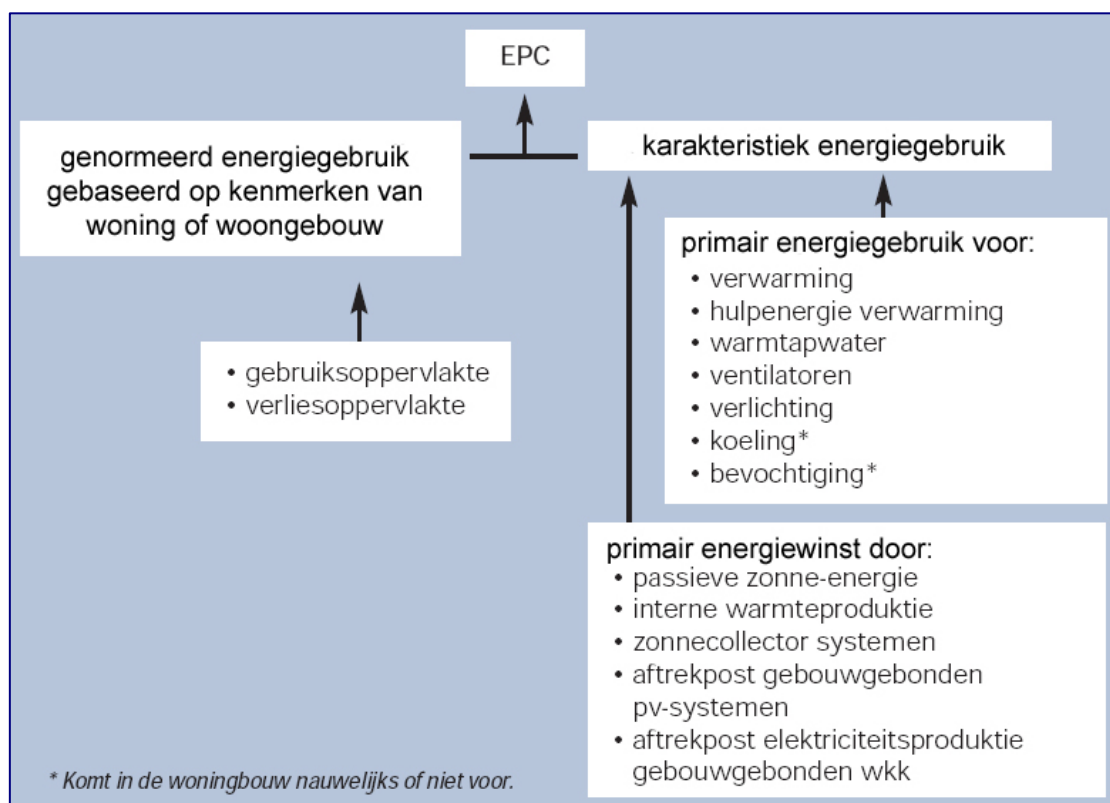 EPC
genormeerd energiegebruik
gebaseerd op kenmerken van
woning of woongebouw
karakteristiek energiegebruik
• gebruiksoppervlakte
• verliesoppervlakte
primair energiegebruik voor:
• verwarming
• hulpenergie verwarming
• warmtapwater
• ventilatoren
• verlichting
• koeling*
• bevochtiging*
primair energiewinst door:
• passieve zonne-energie
• interne warmteproduktie
• zonnecollector systemen
• aftrekpost gebouwgebonden
pv-systemen
• aftrekpost elektriciteitsproduktie
gebouwgebonden wkk
* Komt in de woningbouw nauwelijks of niet voor.